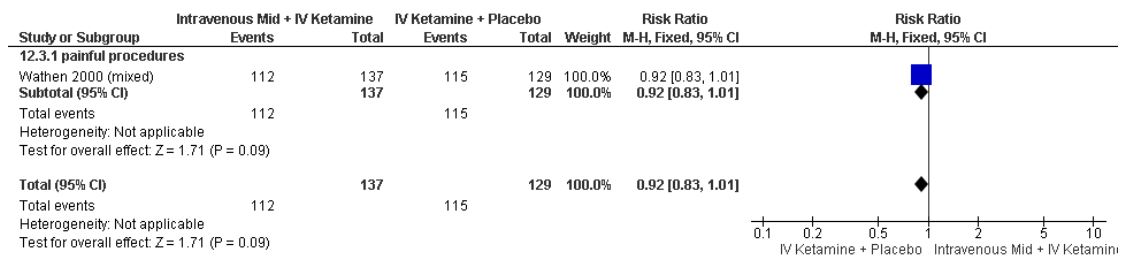 Intravenous Mid + IV Ketamine IV Ketamine + Placebo Risk Ratio Risk Ratio
Study or Subgroup Events Total Events Total Weight M-H, Fixed, 95% CI M-H, Fixed, 95% CI
12.3.1 painful procedures
Wathen 2000 (mixed) 112 137 115 129 100.0% 0.92 [0.83, 1.01]
Subtotal (95% CI) 137 129 100.0% 0.92 [0.83, 1.01]
Total events 112 115
Heterogeneity: Not applicable
Test for overall effect: Z = 1.71 (P = 0.09)
Total (95% CI) 137 129 100.0% 0.92 [0.83, 1.01]
Total events 112 115
Heterogeneity: Not applicable
Test for overall effect: Z = 1.71 (P = 0.09)
0.1 0.2 0.5 1 2 5 10
IV Ketamine + Placebo Intravenous Mid + IV Ketamin